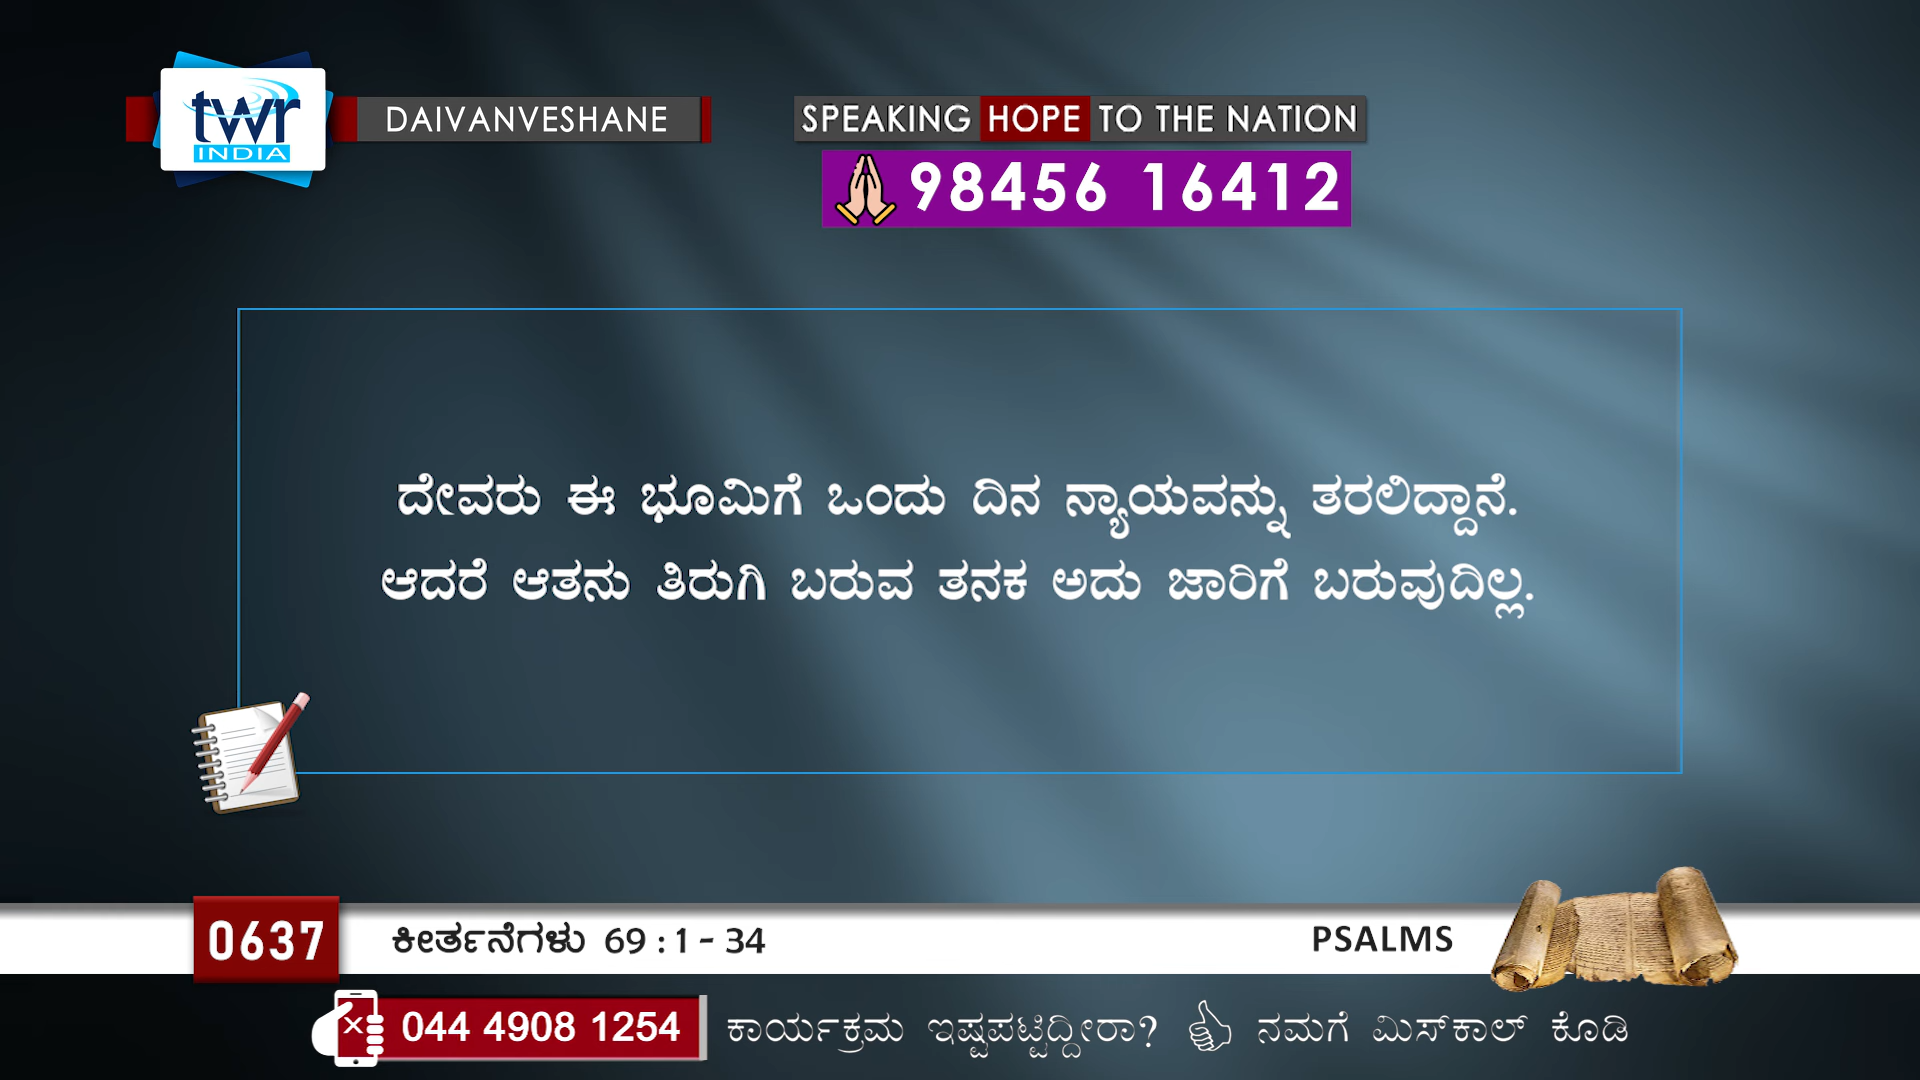 twr
INDIA
DAIVANVESHANE
SPEAKING HOPE TO THE NATION
98456 16412
ದೇವರು ಈ ಭೂಮಿಗೆ ಒಂದು ದಿನ ನ್ಯಾಯವನ್ನು ತರಲಿದ್ದಾನೆ.
ಆದರೆ ಆತನು ತಿರುಗಿ ಬರುವ ತನಕ ಅದು ಜಾರಿಗೆ ಬರುವುದಿಲ್ಲ.
0637
ಕೀರ್ತನೆಗಳು 69 : 1 - 34
PSALMS
044 4908 1254
ಕಾರ್ಯಕ್ರಮ ಇಷ್ಟಪಟ್ಟಿದ್ದೀರಾ? ನಮಗೆ ಮಿಸ್‌ಕಾಲ್ ಕೊಡಿ